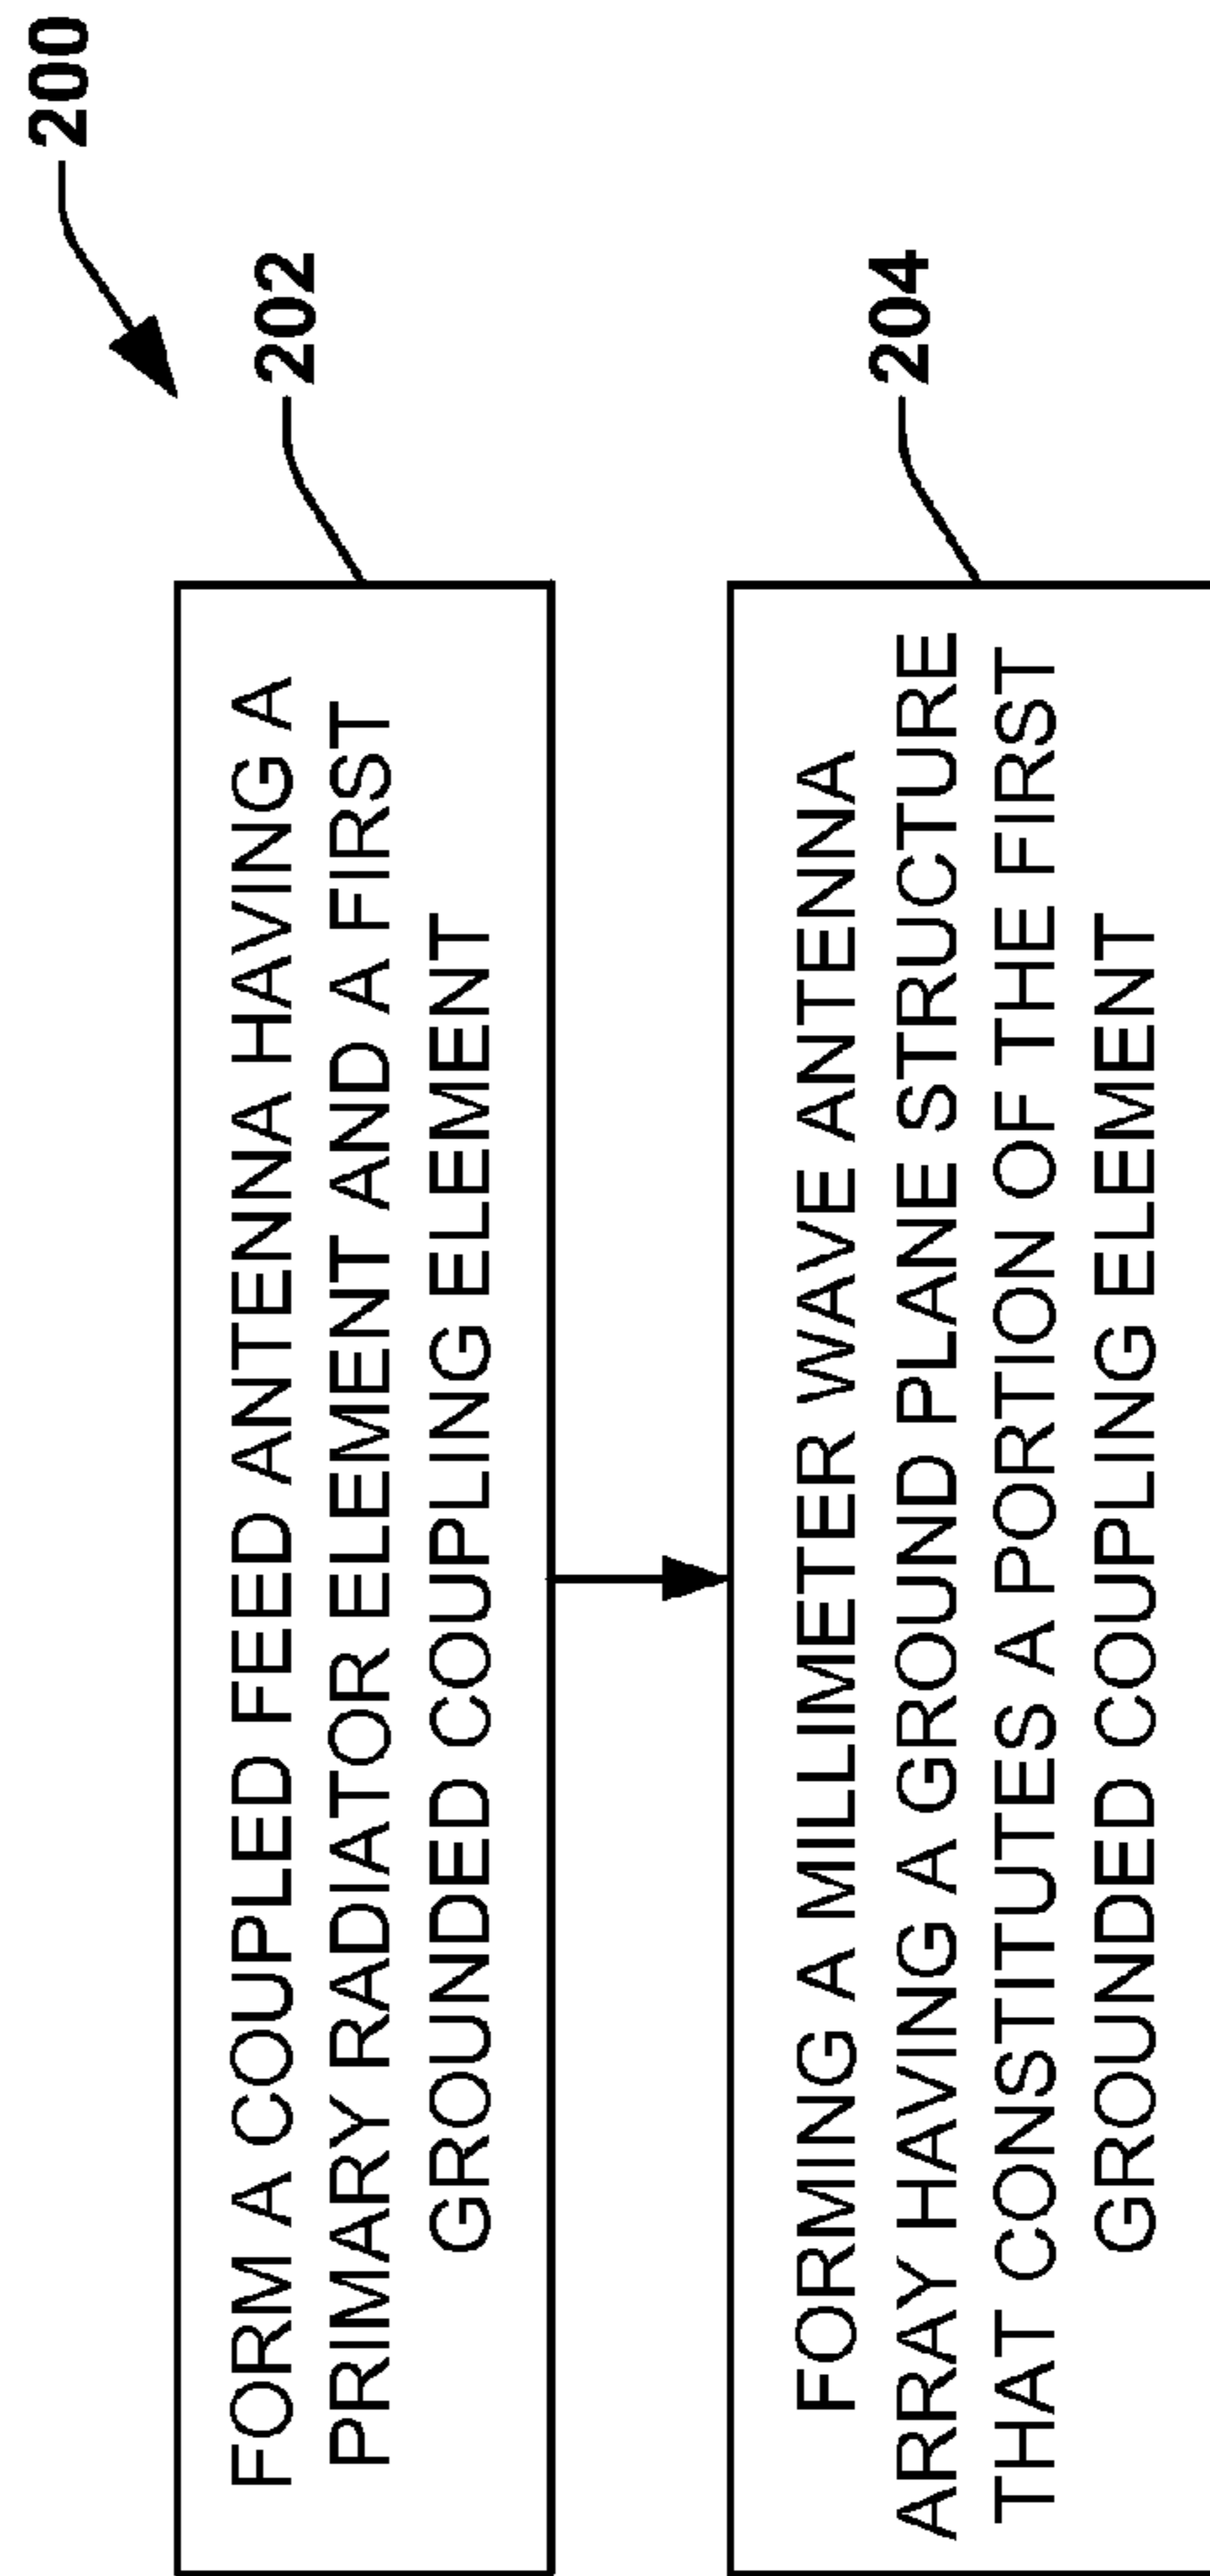 200
202
FORM A COUPLED FEED ANTENNA HAVING A
PRIMARY RADIATOR ELEMENT AND A FIRST
GROUNDED COUPLING ELEMENT
204
FORMING A MILLIMETER WAVE ANTENNA
ARRAY HAVING A GROUND PLANE STRUCTURE
THAT CONSTITUTES A PORTION OF THE FIRST
GROUNDED COUPLING ELEMENT